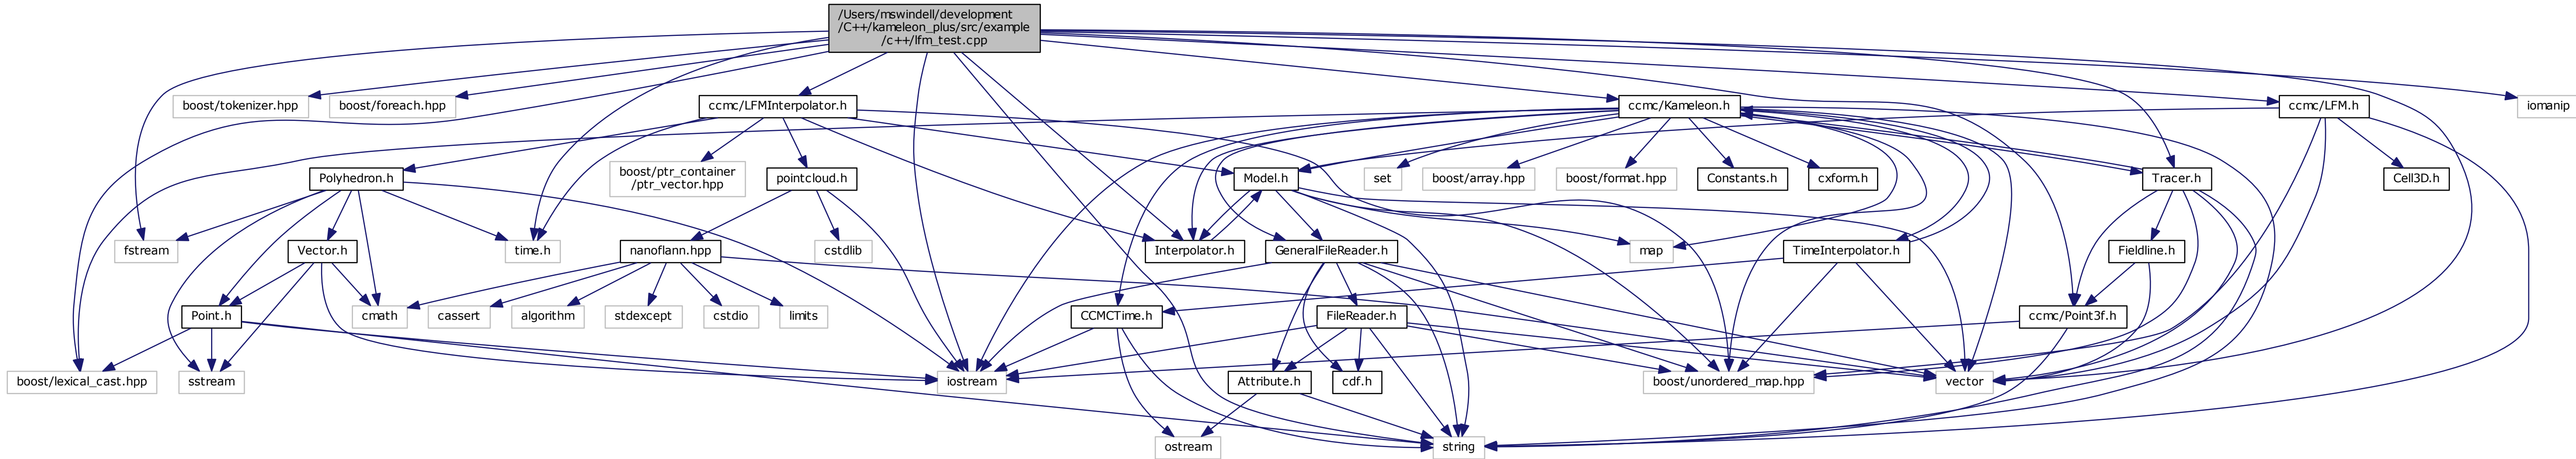 /Users/mswindell/development
/C++/kameleon_plus/src/example
/c++/lfm_test.cpp
boost/tokenizer.hpp
boost/foreach.hpp
ccmc/LFMInterpolator.h
ccmc/Kameleon.h
ccmc/LFM.h
iomanip
Polyhedron.h
boost/ptr_container
/ptr_vector.hpp
pointcloud.h
Model.h
set
boost/array.hpp
boost/format.hpp
Constants.h
cxform.h
Tracer.h
Cell3D.h
fstream
Vector.h
time.h
nanoflann.hpp
cstdlib
Interpolator.h
GeneralFileReader.h
map
TimeInterpolator.h
Fieldline.h
Point.h
cmath
cassert
algorithm
stdexcept
cstdio
limits
CCMCTime.h
FileReader.h
ccmc/Point3f.h
boost/lexical_cast.hpp
sstream
iostream
Attribute.h
cdf.h
boost/unordered_map.hpp
vector
ostream
string